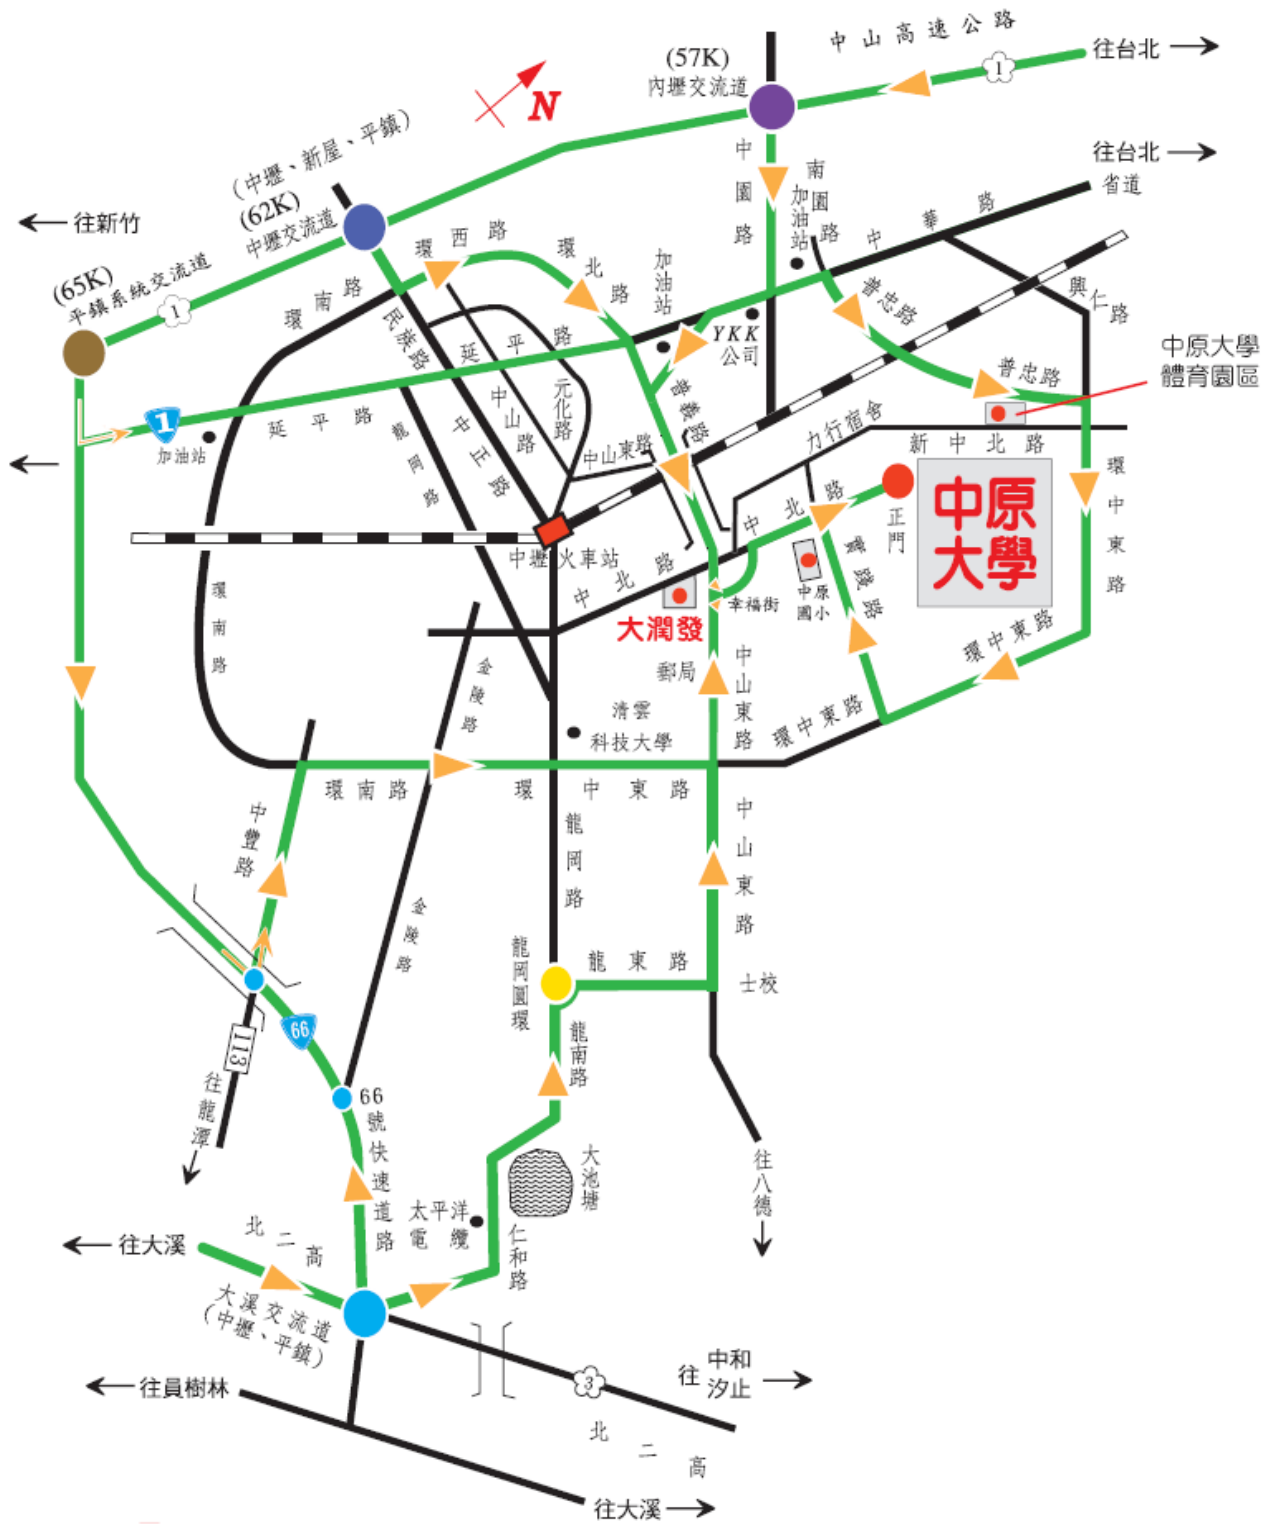 中山高速公路
1
往台北
(57K)
內壢交流道
N
往台北
省道
(中壢、新屋、平鎮)
(62K)
中壢交流道
往新竹
(65K)
平鎮系統交流道
1
中園路
南園路
加油站
中華路
環西路
環北路
加油站
環南路
民族路
延平路
YKK
公司
普忠路
興仁路
中原大學
體育園區
普忠路
普義路
中山路
元化路
中正路
龍岡路
延平路
1
加油站
中山東路
力行宿舍
新中北路
中北路
正門
中原
大學
環中東路
中壢火車站
中北路
實踐路
中原
國小
幸福街
大潤發
郵局
中山東路
環中東路
環中東路
環南路
金陵路
清雲
科技大學
環南路
環中東路
中豐路
龍岡路
中山東路
金陵路
龍岡圓環
龍東路
士校
龍南路
66
113
往龍潭
66
號快速道路
往八德
大池塘
太平洋
電纜
仁和路
往大溪
北二高
大溪交流道
(中壢、平鎮)
往員樹林
3
往
中和
汐止
北二高
往大溪